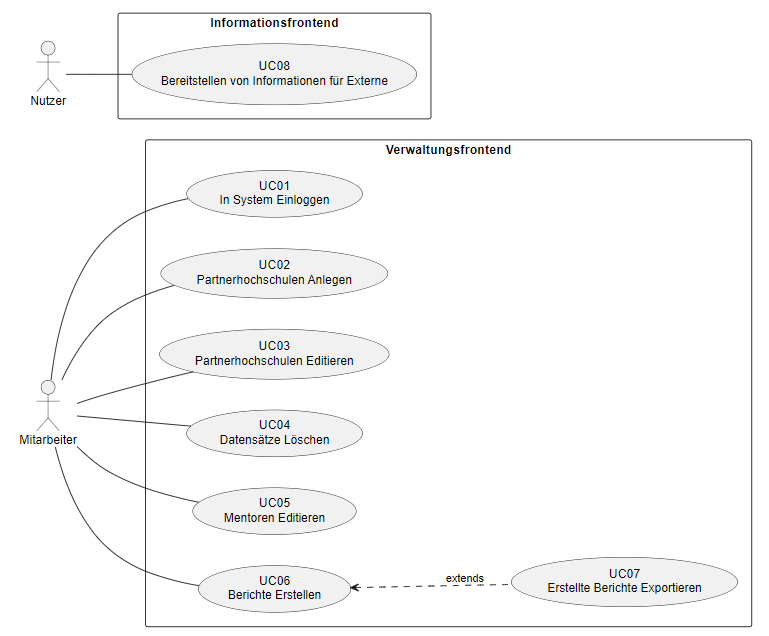 Informationsfrontend
UC08
Bereitstellen von Informationen für Externe
Nutzer
Verwaltungsfrontend
UC01
In System Einloggen
UC02
Partnerhochschulen Anlegen
UC03
Partnerhochschulen Editieren
Mitarbeiter
UC04
Datensätze Löschen
UC05
Mentoren Editieren
UC06
Berichte Erstellen
extends
UC07
Erstellte Berichte Exportieren